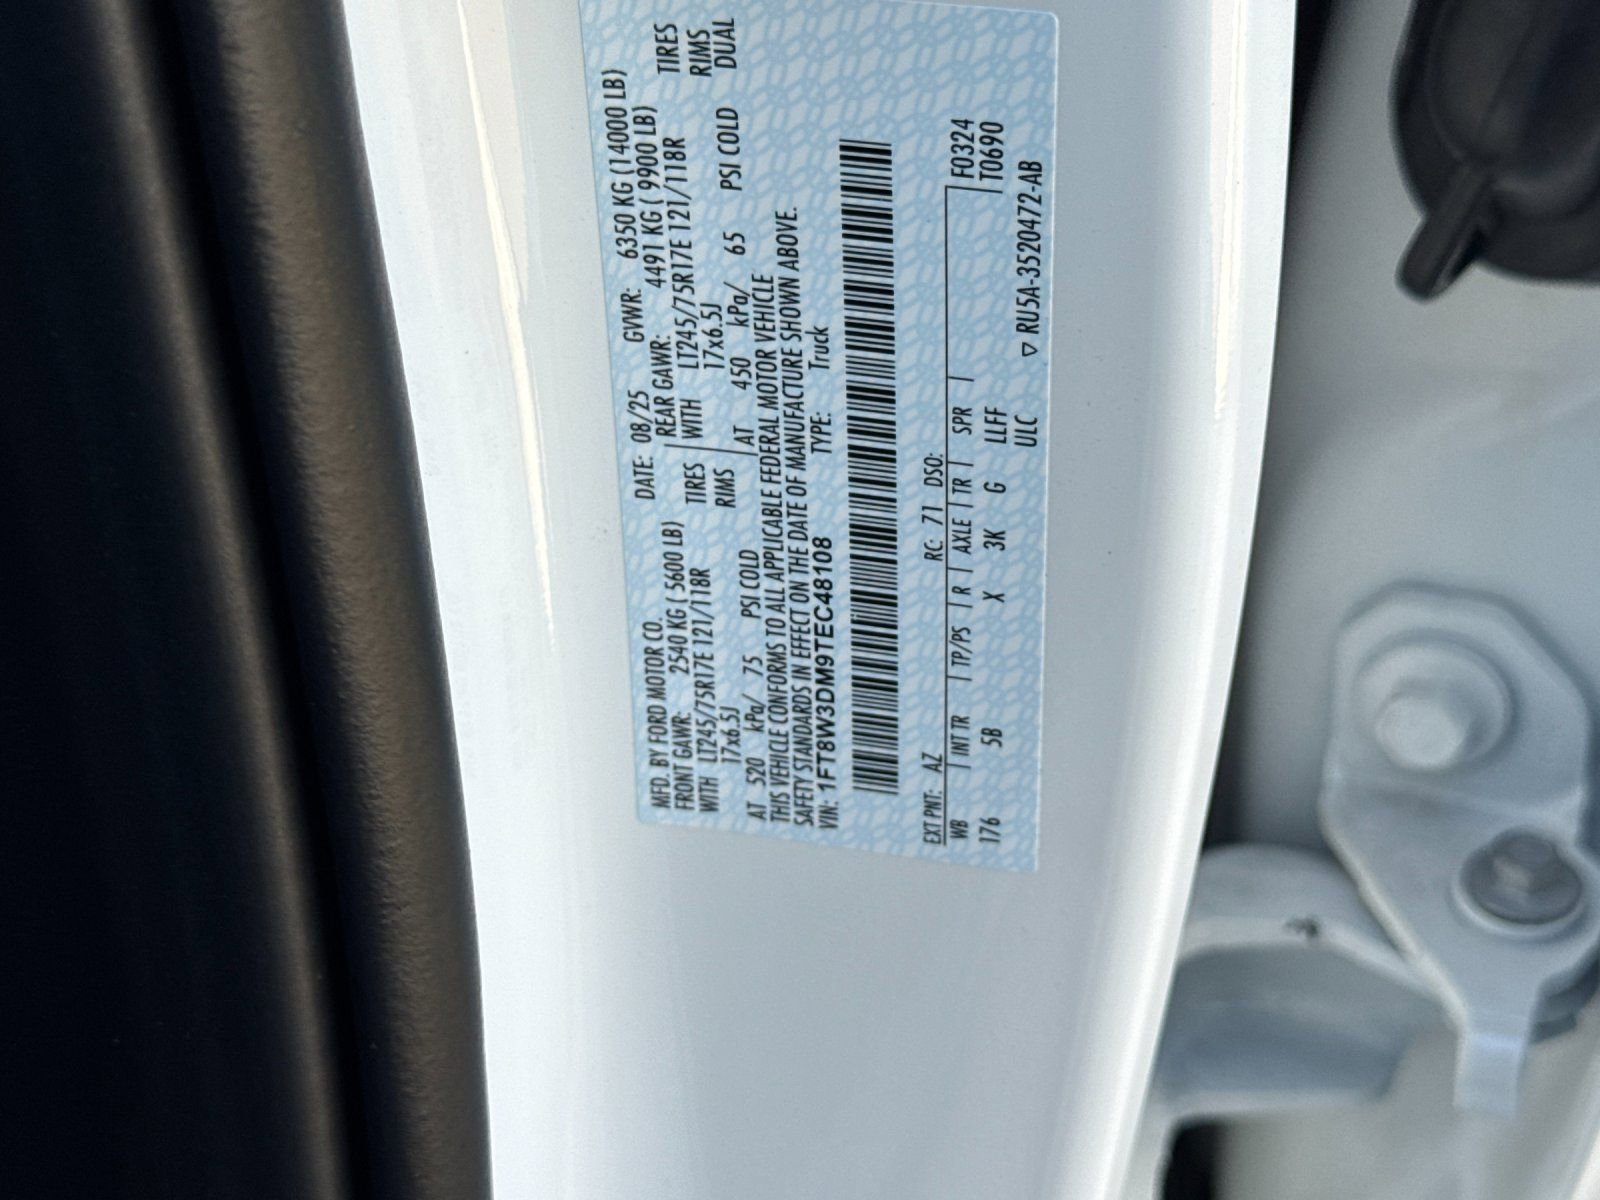 MFD. BY FORD MOTOR CO. DATE: 08/25 GVWR: 6350 KG (14000 LB)
FRONT GAWR: 2540 KG ( 5600 LB) REAR GAWR: 4491 KG ( 9900 LB)
WITH LT245/75R17E 121/118R TIRES WITH LT245/75R17E 121/118R TIRES
17x6.5J RIMS 17x6.5J RIMS
AT 520 kPa/ 75 PSI COLD AT 450 kPa/ 65 PSI COLD DUAL
THIS VEHICLE CONFORMS TO ALL APPLICABLE FEDERAL MOTOR VEHICLE
SAFETY STANDARDS IN EFFECT ON THE DATE OF MANUFACTURE SHOWN ABOVE.
VIN: 1FT8W3DM9TEC48108 TYPE: Truck
EXT PNT: AZ RC: 71 DSO: F0324
WB | INT TR | TP/PS | R | AXLE | TR | SPR | T0690
176 5B X 3K G LLFF
ULC ▽ RU5A-3520472-AB